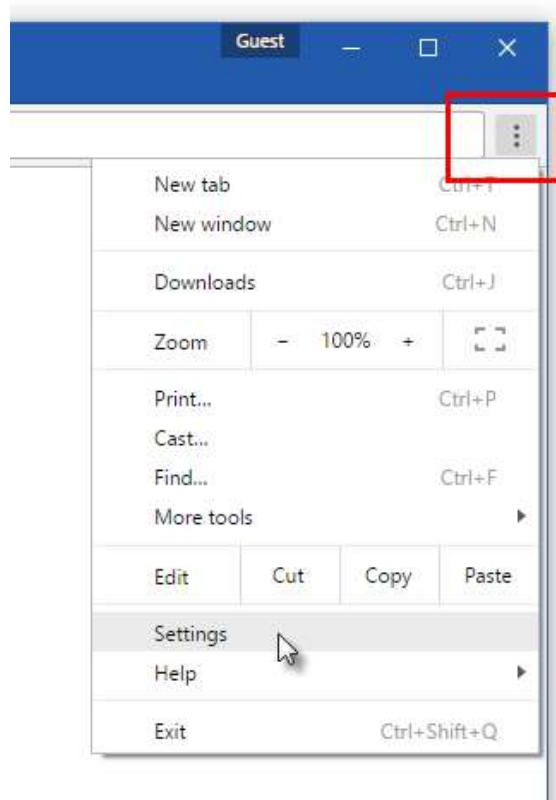 Guest
New tab Ctrl+T
New window Ctrl+N
Downloads Ctrl+J
Zoom - 100% +
Print... Ctrl+P
Cast...
Find... Ctrl+F
More tools
Edit Cut Copy Paste
Settings
Help
Exit Ctrl+Shift+Q